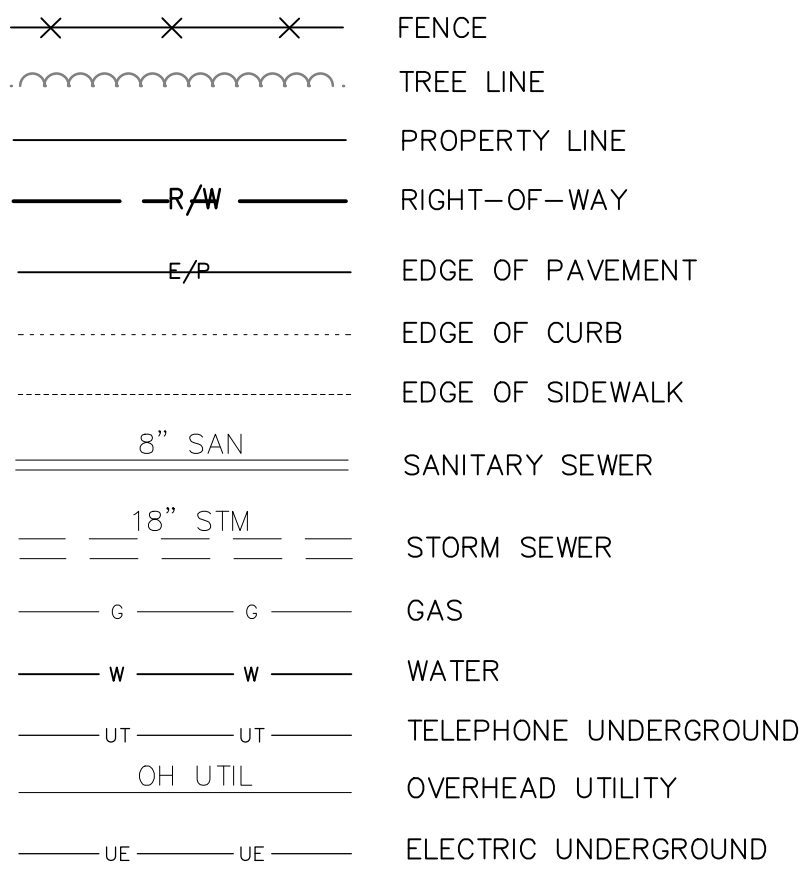 FENCE
TREE LINE
PROPERTY LINE
R/W RIGHT-OF-WAY
E/P EDGE OF PAVEMENT
EDGE OF CURB
EDGE OF SIDEWALK
8" SAN
SANITARY SEWER
18" STM
STORM SEWER
G G GAS
W W WATER
UT UT TELEPHONE UNDERGROUND
OH UTIL
OVERHEAD UTILITY
UE UE ELECTRIC UNDERGROUND